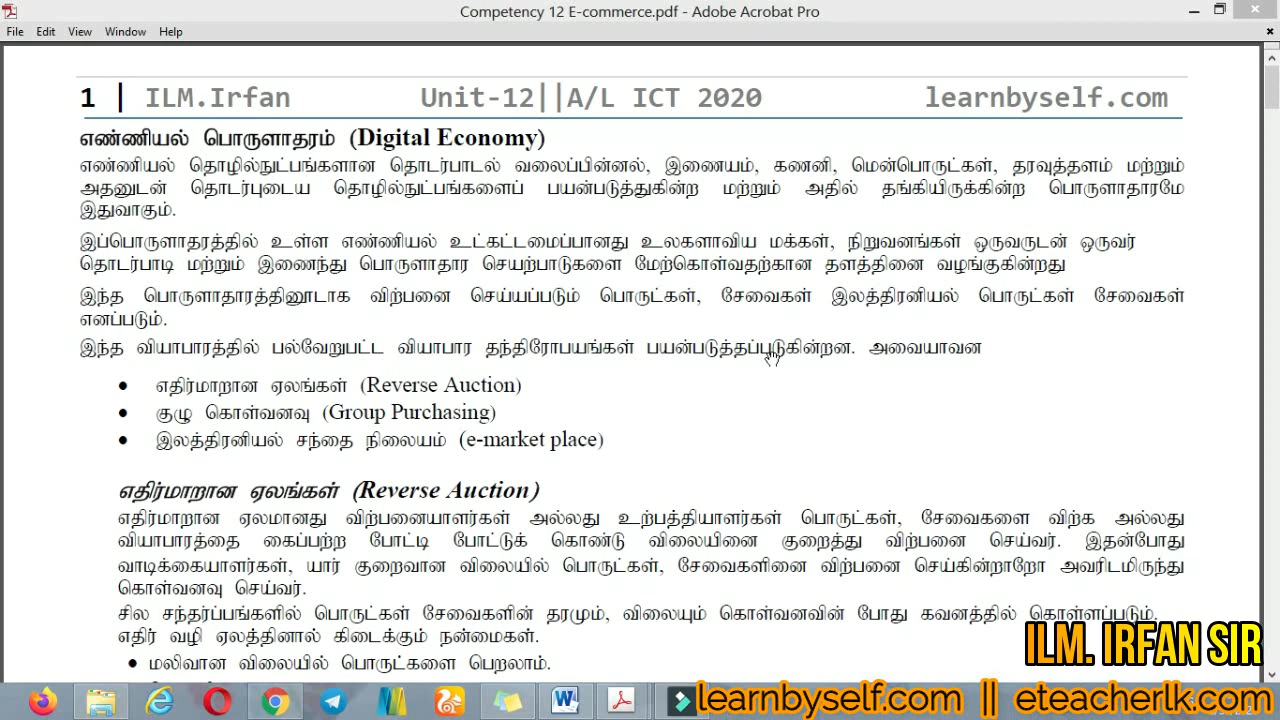 Competency 12 E-commerce.pdf - Adobe Acrobat Pro
File Edit View Window Help
1 | ILM.Irfan Unit-12||A/L ICT 2020 learnbyself.com
எண்ணியல் பொருளாதரம் (Digital Economy)
எண்ணியல் தொழில்நுட்பங்களான தொடர்பாடல் வலைப்பின்னல், இணையம், கணனி, மென்பொருட்கள், தரவுத்தளம் மற்றும்
அதனுடன் தொடர்புடைய தொழில்நுட்பங்களைப் பயன்படுத்துகின்ற மற்றும் அதில் தங்கியிருக்கின்ற பொருளாதாரமே
இதுவாகும்.
இப்பொருளாதரத்தில் உள்ள எண்ணியல் உட்கட்டமைப்பானது உலகளாவிய மக்கள், நிறுவனங்கள் ஒருவருடன் ஒருவர்
தொடர்பாடி மற்றும் இணைந்து பொருளாதார செயற்பாடுகளை மேற்கொள்வதற்கான தளத்தினை வழங்குகின்றது
இந்த பொருளாதாரத்தினூடாக விற்பனை செய்யப்படும் பொருட்கள், சேவைகள் இலத்திரனியல் பொருட்கள் சேவைகள்
எனப்படும்.
இந்த வியாபாரத்தில் பல்வேறுபட்ட வியாபார தந்திரோபயங்கள் பயன்படுத்தப்படுகின்றன. அவையாவன
• எதிர்மாறான ஏலங்கள் (Reverse Auction)
• குழு கொள்வனவு (Group Purchasing)
• இலத்திரனியல் சந்தை நிலையம் (e-market place)
எதிர்மாறான ஏலங்கள் (Reverse Auction)
எதிர்மாறான ஏலமானது விற்பனையாளர்கள் அல்லது உற்பத்தியாளர்கள் பொருட்கள், சேவைகளை விற்க அல்லது
வியாபாரத்தை கைப்பற்ற போட்டி போட்டுக் கொண்டு விலையினை குறைத்து விற்பனை செய்வர். இதன்போது
வாடிக்கையாளர்கள், யார் குறைவான விலையில் பொருட்கள், சேவைகளினை விற்பனை செய்கின்றாரோ அவரிடமிருந்து
கொள்வனவு செய்வர்.
சில சந்தர்ப்பங்களில் பொருட்கள் சேவைகளின் தரமும், விலையும் கொள்வனவின் போது கவனத்தில் கொள்ளப்படும்.
எதிர் வழி ஏலத்தினால் கிடைக்கும் நன்மைகள்.
• மலிவான விலையில் பொருட்களை பெறலாம்.
ILM. IRFAN SIR
learnbyself.com || eteacherlk.com